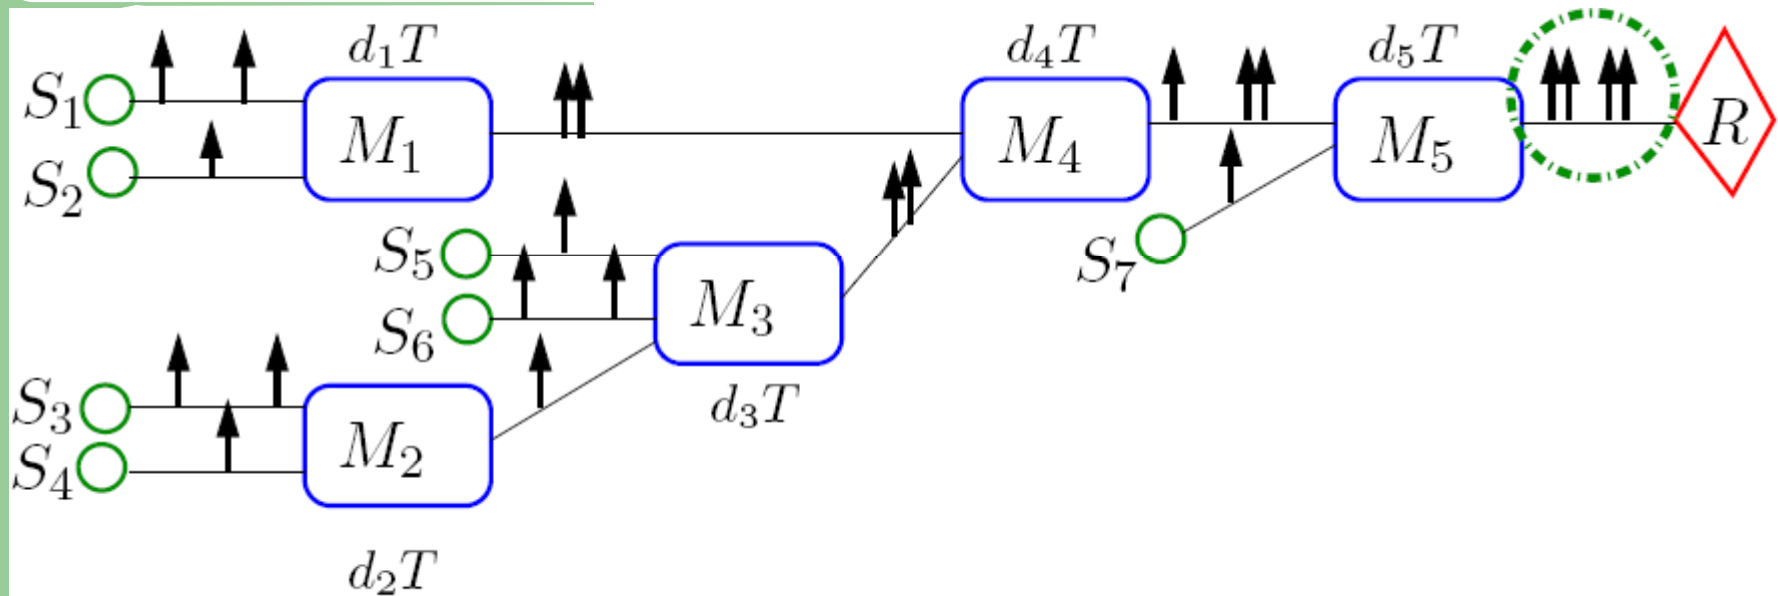 d₁T
d₄T
d₅T
S₁
M₁
M₄
M₅
R
S₂
S₅
S₇
M₃
S₆
S₃
d₃T
M₂
S₄
d₂T